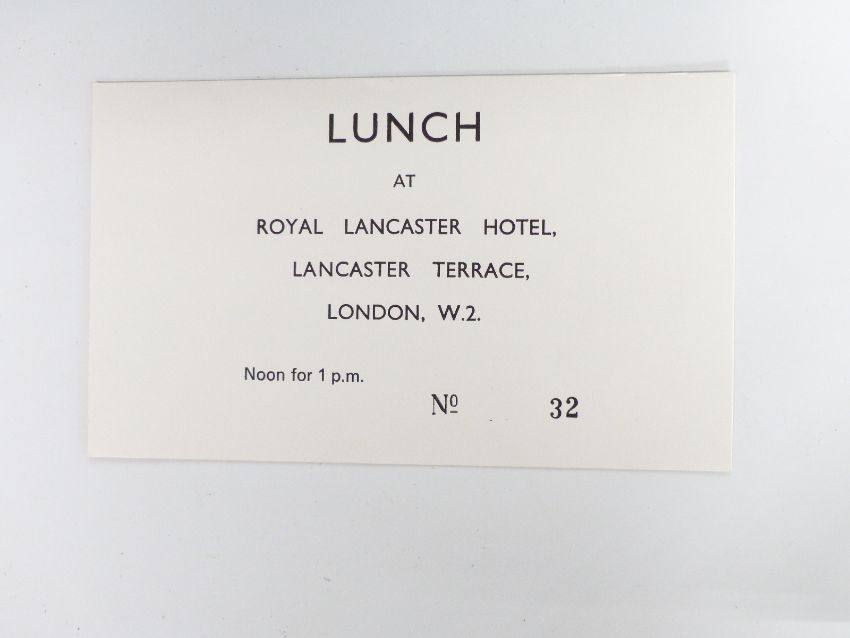 LUNCH
AT
ROYAL LANCASTER HOTEL,
LANCASTER TERRACE,
LONDON, W.2.
Noon for 1 p.m.
Nº 32